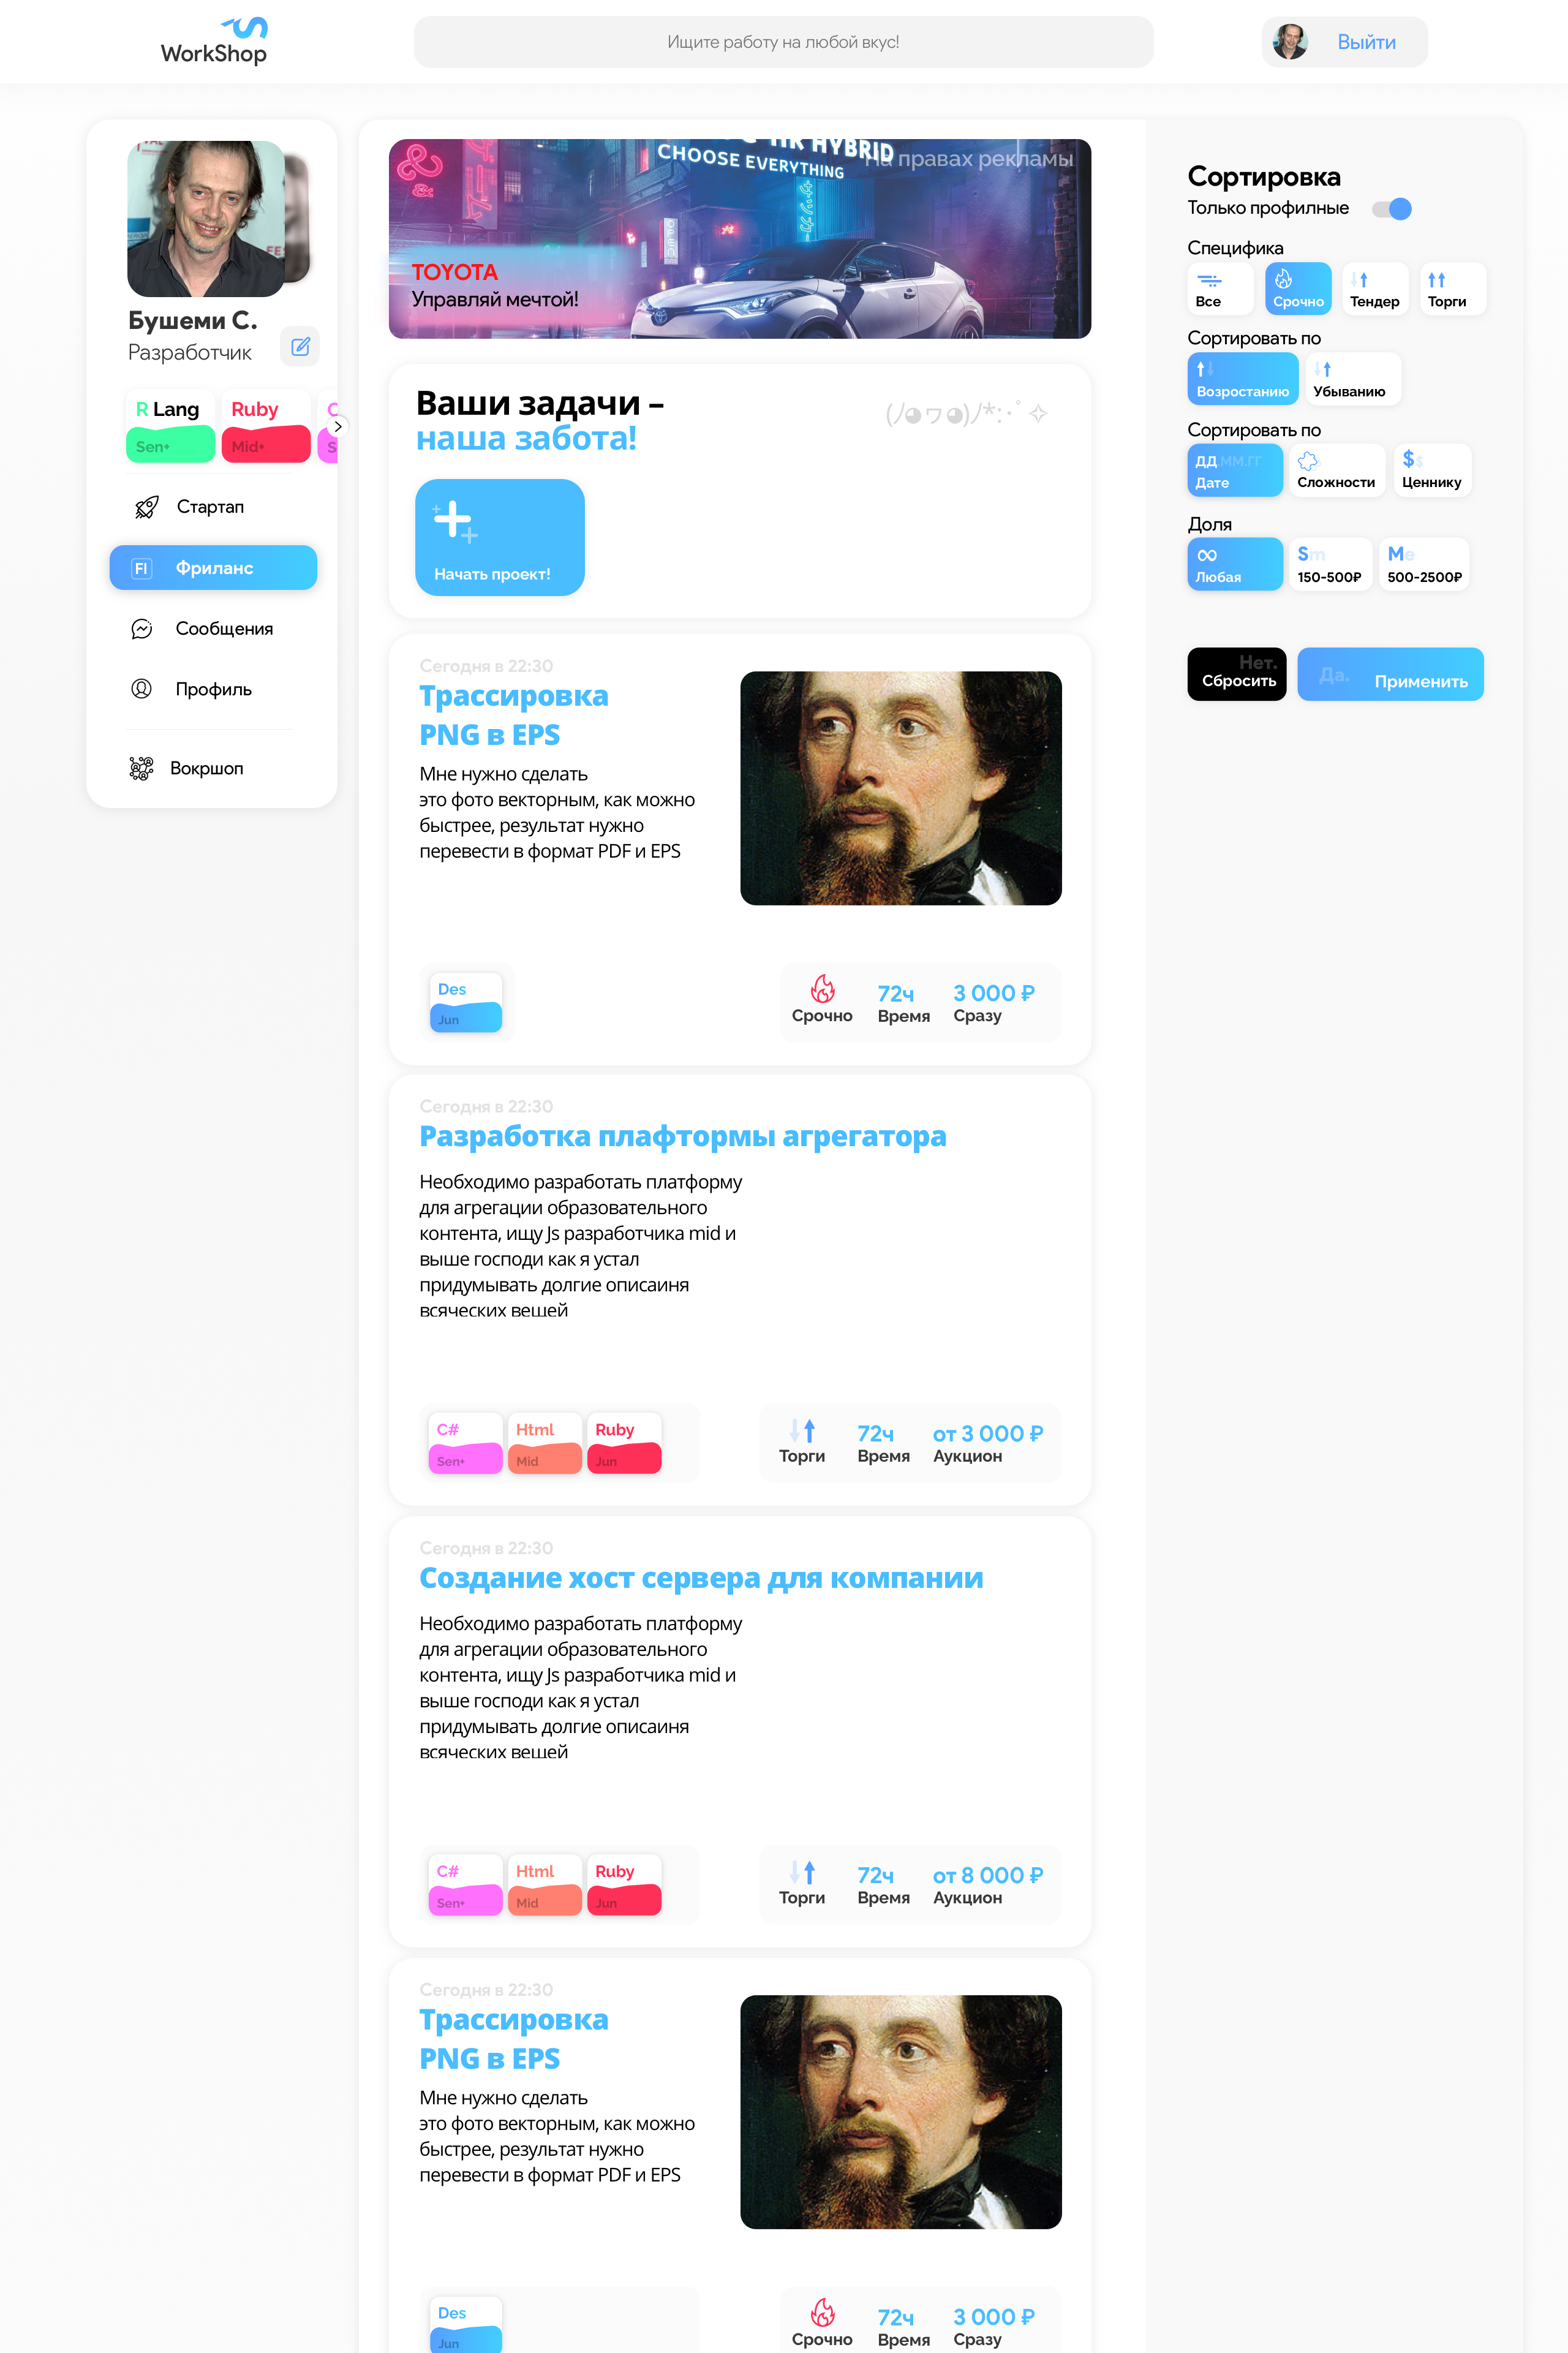 WorkShop
Ищите работу на любой вкус!
Выйти
Бушеми С.
Разработчик
R Lang
Sen+
Ruby
Mid+
Стартап
Fl Фриланс
Сообщения
Профиль
Вокршоп
HYBRID
CHOOSE EVERYTHING
На правах рекламы
TOYOTA
Управляй мечтой!
Ваши задачи –
наша забота!
Начать проект!
Сегодня в 22:30
Трассировка
PNG в EPS
Мне нужно сделать
это фото векторным, как можно
быстрее, результат нужно
перевести в формат PDF и EPS
Des
Jun
Срочно
72ч
Время
3 000 ₽
Сразу
Сегодня в 22:30
Разработка плафтормы агрегатора
Необходимо разработать платформу
для агрегации образовательного
контента, ищу Js разработчика mid и
выше господи как я устал
придумывать долгие описаиня
всяческих вещей
C#
Sen+
Html
Mid
Ruby
Jun
Торги
72ч
Время
от 3 000 ₽
Аукцион
Сегодня в 22:30
Создание хост сервера для компании
Необходимо разработать платформу
для агрегации образовательного
контента, ищу Js разработчика mid и
выше господи как я устал
придумывать долгие описаиня
всяческих вещей
C#
Sen+
Html
Mid
Ruby
Jun
Торги
72ч
Время
от 8 000 ₽
Аукцион
Сегодня в 22:30
Трассировка
PNG в EPS
Мне нужно сделать
это фото векторным, как можно
быстрее, результат нужно
перевести в формат PDF и EPS
Des
Jun
Срочно
72ч
Время
3 000 ₽
Сразу
Сортировка
Только профилные
Специфика
Все
Срочно
Тендер
Торги
Сортировать по
Возростанию
Убыванию
Сортировать по
ДД.ММ.ГГ
Дате
Сложности
$$
Ценнику
Доля
∞
Любая
Sm
150-500₽
Me
500-2500₽
Нет.
Сбросить
Да.
Применить